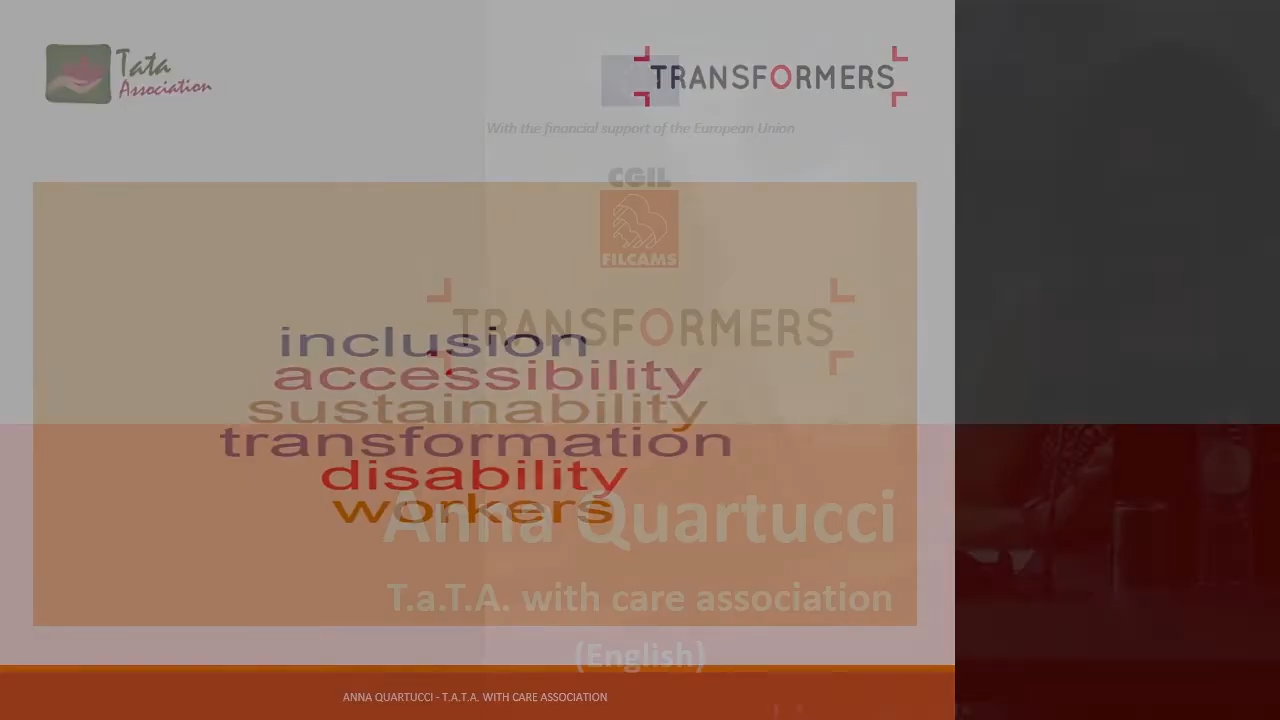 Tata
Association
TRANSFORMERS
With the financial support of the European Union
CGIL
FILCAMS
TRANSFORMERS
inclusion
accessibility
sustainability
transformation
disability
workers
Anna Quartucci
T.a.T.A. with care association
(English)
ANNA QUARTUCCI - T.A.T.A. WITH CARE ASSOCIATION